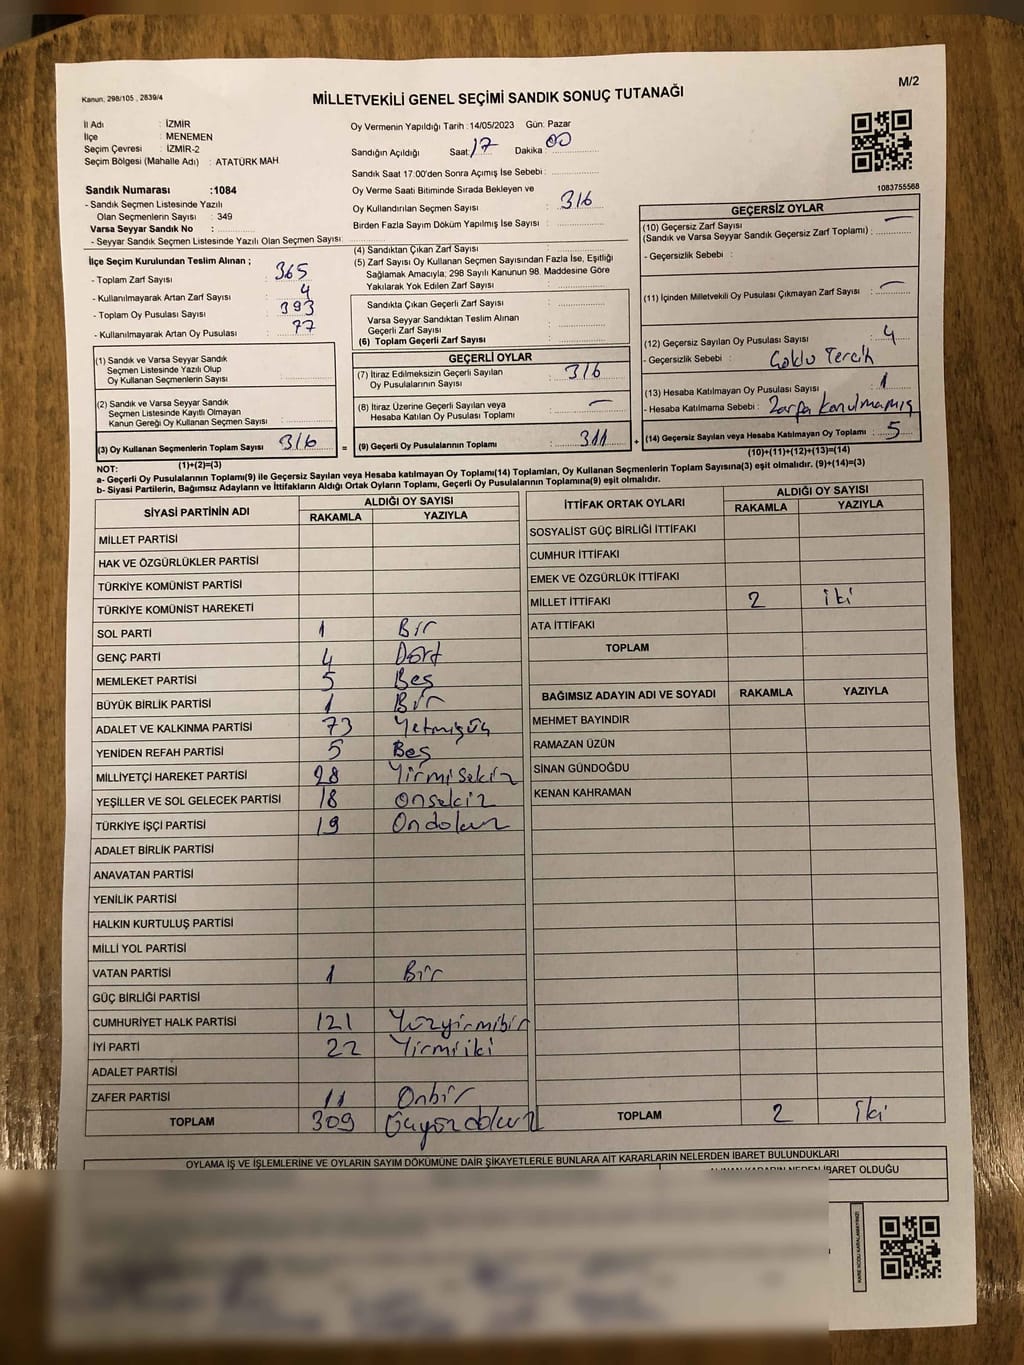 M/2
Kanun: 298/105 , 2839/4
MİLLETVEKİLİ GENEL SEÇİMİ SANDIK SONUÇ TUTANAĞI
İl Adı : İZMİR
İlçe : MENEMEN
Seçim Çevresi : İZMİR-2
Seçim Bölgesi (Mahalle Adı) : ATATÜRK MAH
Sandık Numarası :1084
- Sandık Seçmen Listesinde Yazılı
Olan Seçmenlerin Sayısı : 349
Varsa Seyyar Sandık No :
- Seyyar Sandık Seçmen Listesinde Yazılı Olan Seçmen Sayısı:
İlçe Seçim Kurulundan Teslim Alınan ;
- Toplam Zarf Sayısı : 365
- Kullanılmayarak Artan Zarf Sayısı : 4
- Toplam Oy Pusulası Sayısı : 393
- Kullanılmayarak Artan Oy Pusulası : 77
(1) Sandık ve Varsa Seyyar Sandık
Seçmen Listesinde Yazılı Olup
Oy Kullanan Seçmenlerin Sayısı :
(2) Sandık ve Varsa Seyyar Sandık
Seçmen Listesinde Kayıtlı Olmayan
Kanun Gereği Oy Kullanan Seçmen Sayısı :
(3) Oy Kullanan Seçmenlerin Toplam Sayısı : 316
(1)+(2)=(3)
Oy Vermenin Yapıldığı Tarih :14/05/2023 Gün: Pazar
Sandığın Açıldığı Saat: 17 Dakika: 00
Sandık Saat 17:00'den Sonra Açımış İse Sebebi:
Oy Verme Saati Bitiminde Sırada Bekleyen ve
Oy Kullandırılan Seçmen Sayısı : 316
Birden Fazla Sayım Döküm Yapılmış İse Sayısı :
(4) Sandıktan Çıkan Zarf Sayısı :
(5) Zarf Sayısı Oy Kullanan Seçmen Sayısından Fazla İse, Eşitliği
Sağlamak Amacıyla; 298 Sayılı Kanunun 98. Maddesine Göre
Yakılarak Yok Edilen Zarf Sayısı :
Sandıkta Çıkan Geçerli Zarf Sayısı :
Varsa Seyyar Sandıktan Teslim Alınan
Geçerli Zarf Sayısı :
(6) Toplam Geçerli Zarf Sayısı :
GEÇERLİ OYLAR
(7) İtiraz Edilmeksizin Geçerli Sayılan
Oy Pusulalarının Sayısı : 316
(8) İtiraz Üzerine Geçerli Sayılan veya
Hesaba Katılan Oy Pusulası Toplamı : —
= (9) Geçerli Oy Pusulalarının Toplamı : 311
1083755568
GEÇERSİZ OYLAR
(10) Geçersiz Zarf Sayısı
(Sandık ve Varsa Seyyar Sandık Geçersiz Zarf Toplamı) : —
- Geçersizlik Sebebi :
(11) İçinden Milletvekili Oy Pusulası Çıkmayan Zarf Sayısı : —
(12) Geçersiz Sayılan Oy Pusulası Sayısı : 4
- Geçersizlik Sebebi : Çoklu Tercih
(13) Hesaba Katılmayan Oy Pusulası Sayısı : 1
- Hesaba Katılmama Sebebi : Zarfa konulmamış
+ (14) Geçersiz Sayılan veya Hesaba Katılmayan Oy Toplamı : 5
(10)+(11)+(12)+(13)=(14)
NOT:
a- Geçerli Oy Pusulalarının Toplamı(9) ile Geçersiz Sayılan veya Hesaba katılmayan Oy Toplamı(14) Toplamları, Oy Kullanan Seçmenlerin Toplam Sayısına(3) eşit olmalıdır. (9)+(14)=(3)
b- Siyasi Partilerin, Bağımsız Adayların ve İttifakların Aldığı Ortak Oyların Toplamı, Geçerli Oy Pusulalarının Toplamına(9) eşit olmalıdır.
SİYASİ PARTİNİN ADI ALDIĞI OY SAYISI
RAKAMLA YAZIYLA
MİLLET PARTİSİ
HAK VE ÖZGÜRLÜKLER PARTİSİ
TÜRKİYE KOMÜNİST PARTİSİ
TÜRKİYE KOMÜNİST HAREKETİ
SOL PARTİ 1 Bir
GENÇ PARTİ 4 Dört
MEMLEKET PARTİSİ 5 Beş
BÜYÜK BİRLİK PARTİSİ 1 Bir
ADALET VE KALKINMA PARTİSİ 73 Yetmişüç
YENİDEN REFAH PARTİSİ 5 Beş
MİLLİYETÇİ HAREKET PARTİSİ 28 Yirmisekiz
YEŞİLLER VE SOL GELECEK PARTİSİ 18 Onsekiz
TÜRKİYE İŞÇİ PARTİSİ 19 Ondokuz
ADALET BİRLİK PARTİSİ
ANAVATAN PARTİSİ
YENİLİK PARTİSİ
HALKIN KURTULUŞ PARTİSİ
MİLLİ YOL PARTİSİ
VATAN PARTİSİ 1 Bir
GÜÇ BİRLİĞİ PARTİSİ
CUMHURİYET HALK PARTİSİ 121 Yüzyirmibir
İYİ PARTİ 22 Yirmiiki
ADALET PARTİSİ
ZAFER PARTİSİ 11 Onbir
TOPLAM 309 Üçyüzdokuz
İTTİFAK ORTAK OYLARI ALDIĞI OY SAYISI
RAKAMLA YAZIYLA
SOSYALİST GÜÇ BİRLİĞİ İTTİFAKI
CUMHUR İTTİFAKI
EMEK VE ÖZGÜRLÜK İTTİFAKI
MİLLET İTTİFAKI 2 iki
ATA İTTİFAKI
TOPLAM
BAĞIMSIZ ADAYIN ADI VE SOYADI RAKAMLA YAZIYLA
MEHMET BAYINDIR
RAMAZAN ÜZÜN
SİNAN GÜNDOĞDU
KENAN KAHRAMAN
TOPLAM 2 iki
OYLAMA İŞ VE İŞLEMLERİNE VE OYLARIN SAYIM DÖKÜMÜNE DAİR ŞİKAYETLERLE BUNLARA AİT KARARLARIN NELERDEN İBARET BULUNDUKLARI
ALINAN KARARIN NEDEN İBARET OLDUĞU